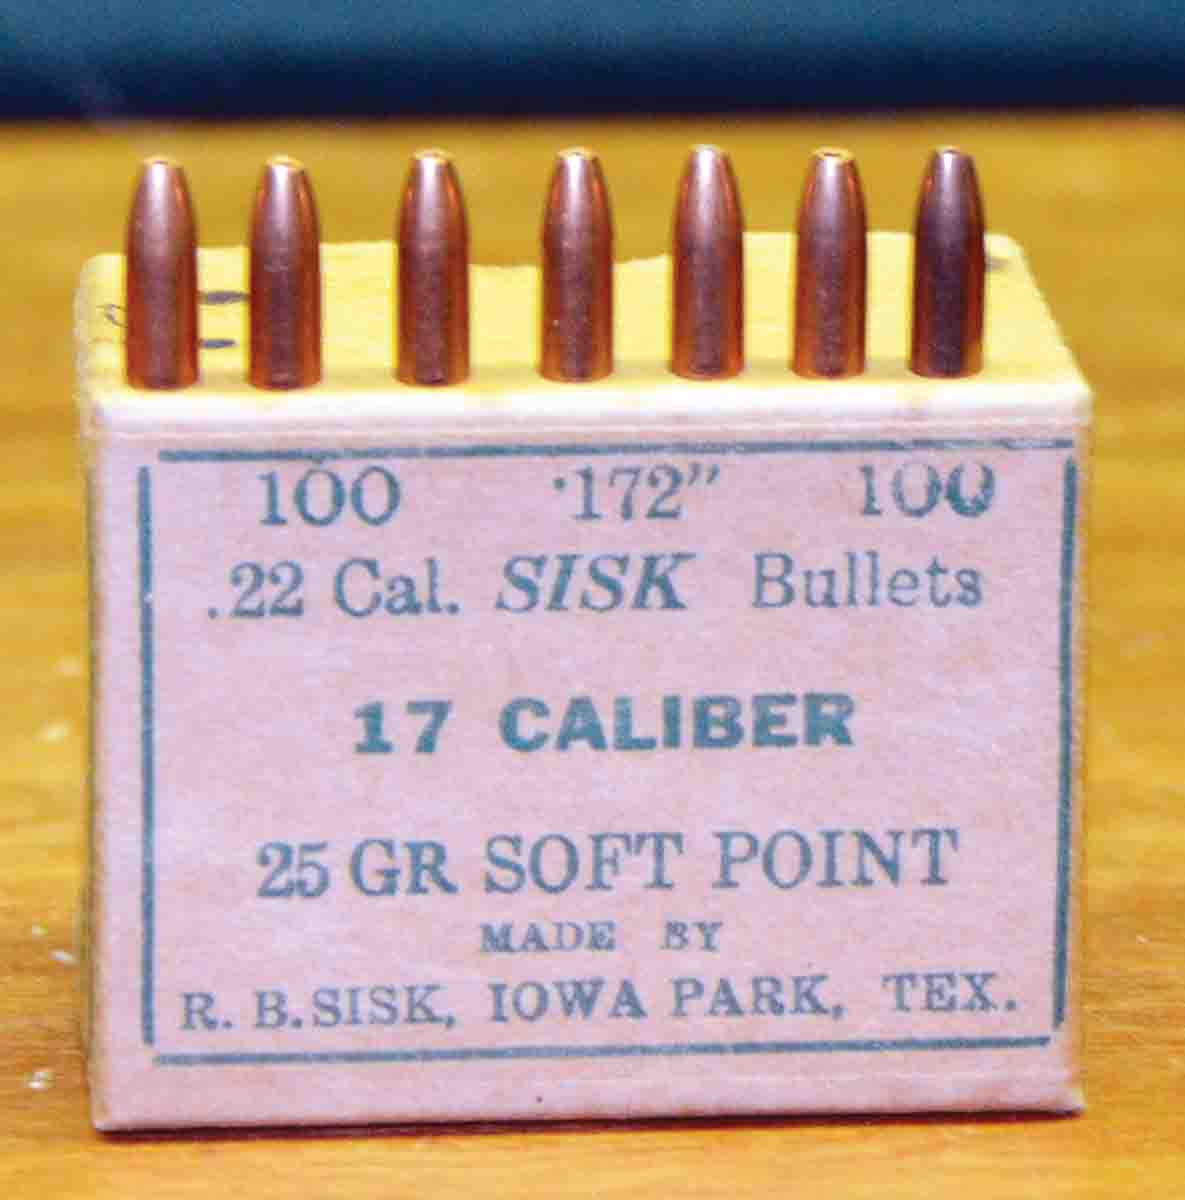 100 .172” 100
.22 Cal. SISK Bullets
17 CALIBER
25 GR SOFT POINT
MADE BY
R. B. SISK, IOWA PARK, TEX.